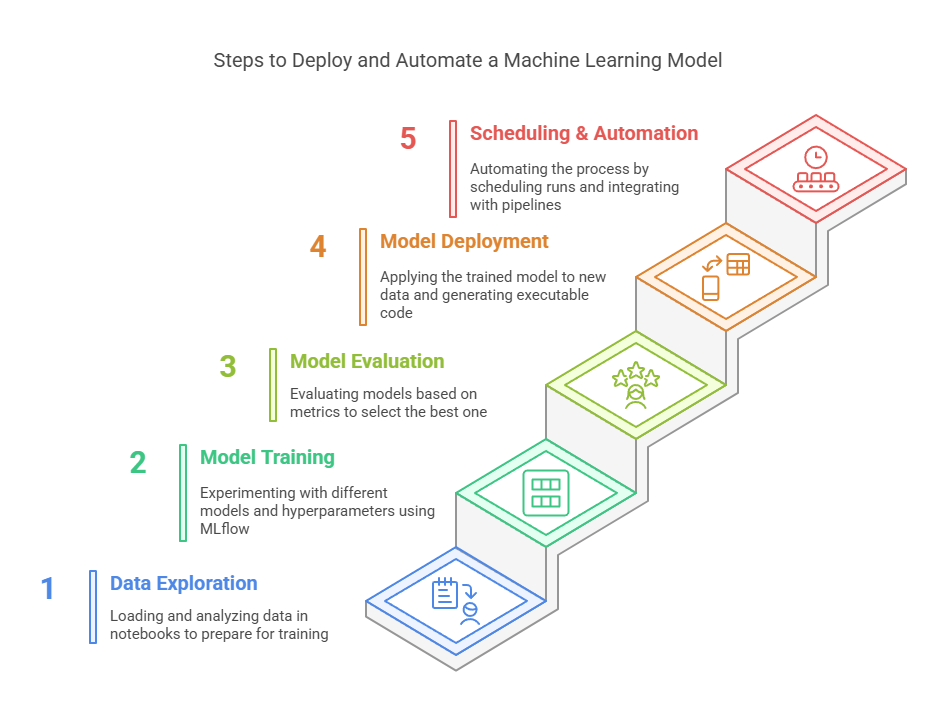 Steps to Deploy and Automate a Machine Learning Model
5
Scheduling & Automation
Automating the process by
scheduling runs and integrating
with pipelines
4
Model Deployment
Applying the trained model to new
data and generating executable
code
3
Model Evaluation
Evaluating models based on
metrics to select the best one
2
Model Training
Experimenting with different
models and hyperparameters using
MLflow
1
Data Exploration
Loading and analyzing data in
notebooks to prepare for training